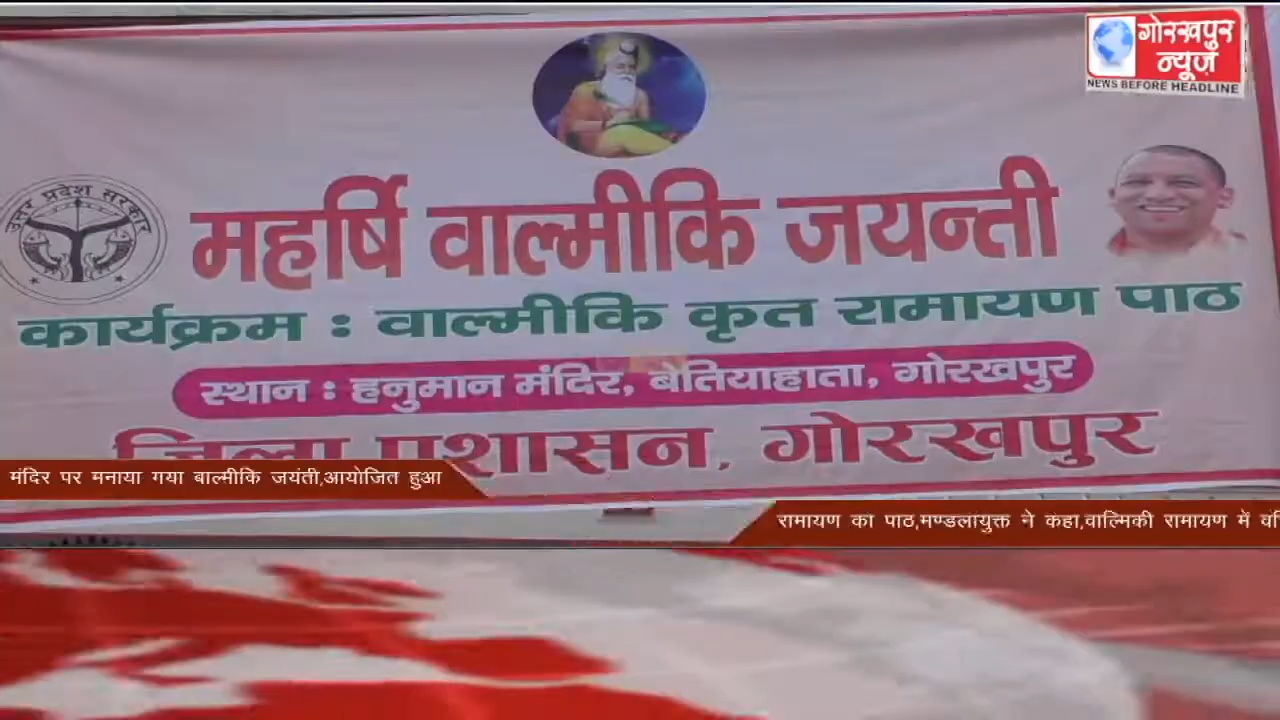 गोरखपुर
न्यूज़
NEWS BEFORE HEADLINE
उत्तर प्रदेश सरकार
महर्षि वाल्मीकि जयन्ती
कार्यक्रम : वाल्मीकि कृत रामायण पाठ
स्थान : हनुमान मंदिर, बेतियाहाता, गोरखपुर
जिला प्रशासन, गोरखपुर
मंदिर पर मनाया गया बाल्मीकि जयंती,आयोजित हुआ
रामायण का पाठ,मण्डलायुक्त ने कहा,वाल्मिकी रामायण में